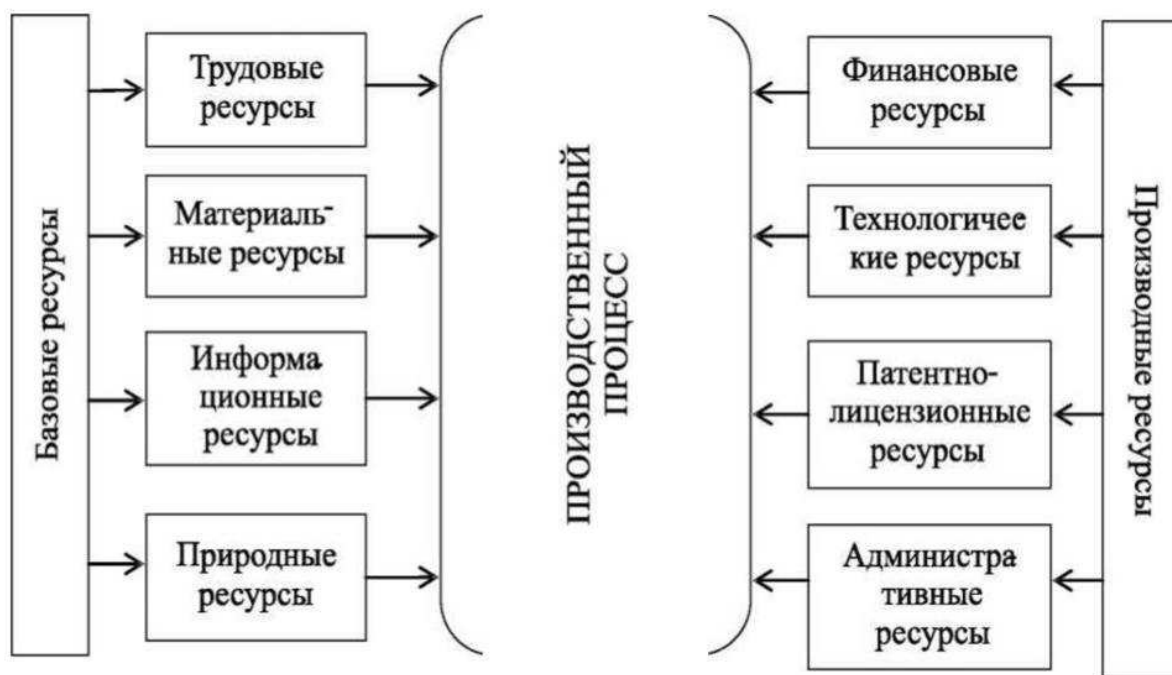 Базовые ресурсы
Трудовые
ресурсы
Материаль-
ные ресурсы
Информа
ционные
ресурсы
Природные
ресурсы
ПРОИЗВОДСТВЕННЫЙ
ПРОЦЕСС
Финансовые
ресурсы
Технологичее
кие ресурсы
Патентно-
лицензионные
ресурсы
Администра
тивные
ресурсы
Производные ресурсы